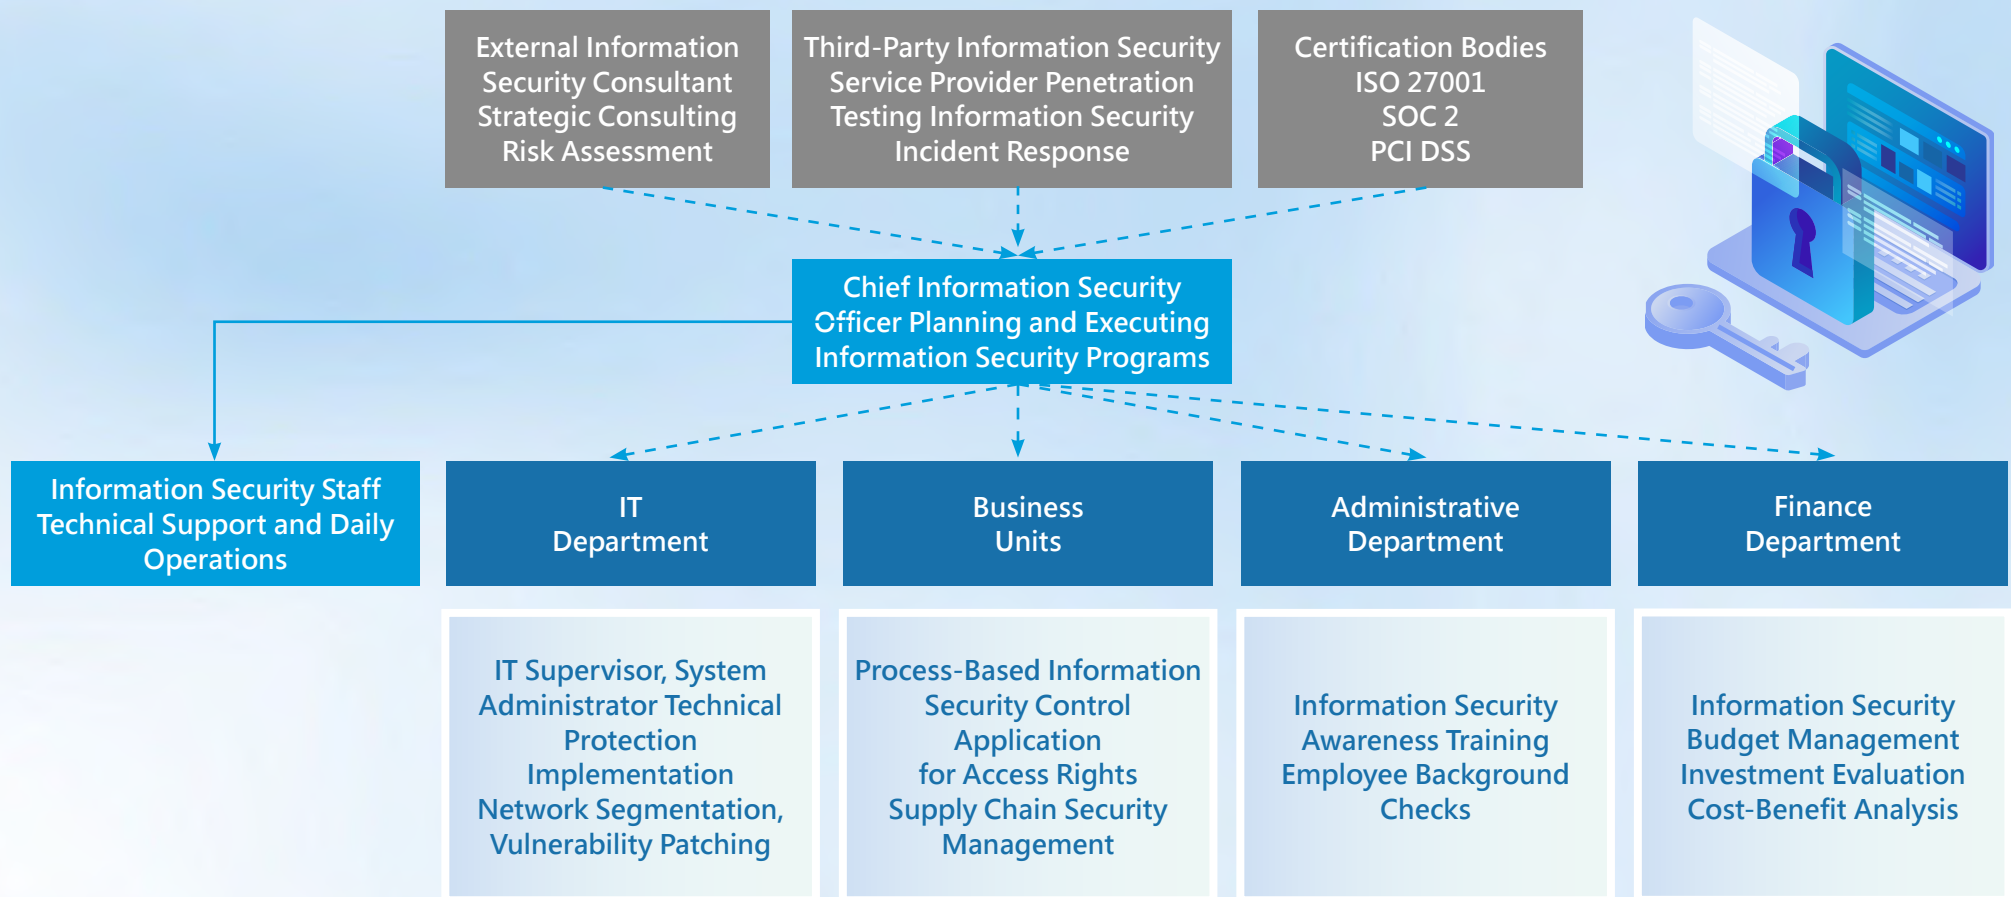 External Information
Security Consultant
Strategic Consulting
Risk Assessment
Third-Party Information Security
Service Provider Penetration
Testing Information Security
Incident Response
Certification Bodies
ISO 27001
SOC 2
PCI DSS
Chief Information Security
Officer Planning and Executing
Information Security Programs
Information Security Staff
Technical Support and Daily
Operations
IT
Department
Business
Units
Administrative
Department
Finance
Department
IT Supervisor, System
Administrator Technical
Protection
Implementation
Network Segmentation,
Vulnerability Patching
Process-Based Information
Security Control
Application
for Access Rights
Supply Chain Security
Management
Information Security
Awareness Training
Employee Background
Checks
Information Security
Budget Management
Investment Evaluation
Cost-Benefit Analysis